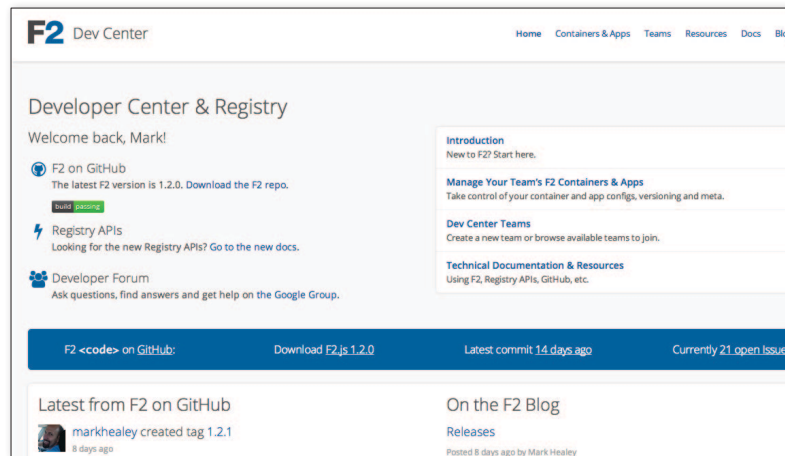 F2 Dev Center
Home Containers & Apps Teams Resources Docs Blo
Developer Center & Registry
Welcome back, Mark!
F2 on GitHub
The latest F2 version is 1.2.0. Download the F2 repo.
build passing
Registry APIs
Looking for the new Registry APIs? Go to the new docs.
Developer Forum
Ask questions, find answers and get help on the Google Group.
Introduction
New to F2? Start here.
Manage Your Team's F2 Containers & Apps
Take control of your container and app configs, versioning and meta.
Dev Center Teams
Create a new team or browse available teams to join.
Technical Documentation & Resources
Using F2, Registry APIs, GitHub, etc.
F2 <code> on GitHub: Download F2.js 1.2.0 Latest commit 14 days ago Currently 21 open Issue
Latest from F2 on GitHub
markhealey created tag 1.2.1
8 days ago
On the F2 Blog
Releases
Posted 8 days ago by Mark Healey